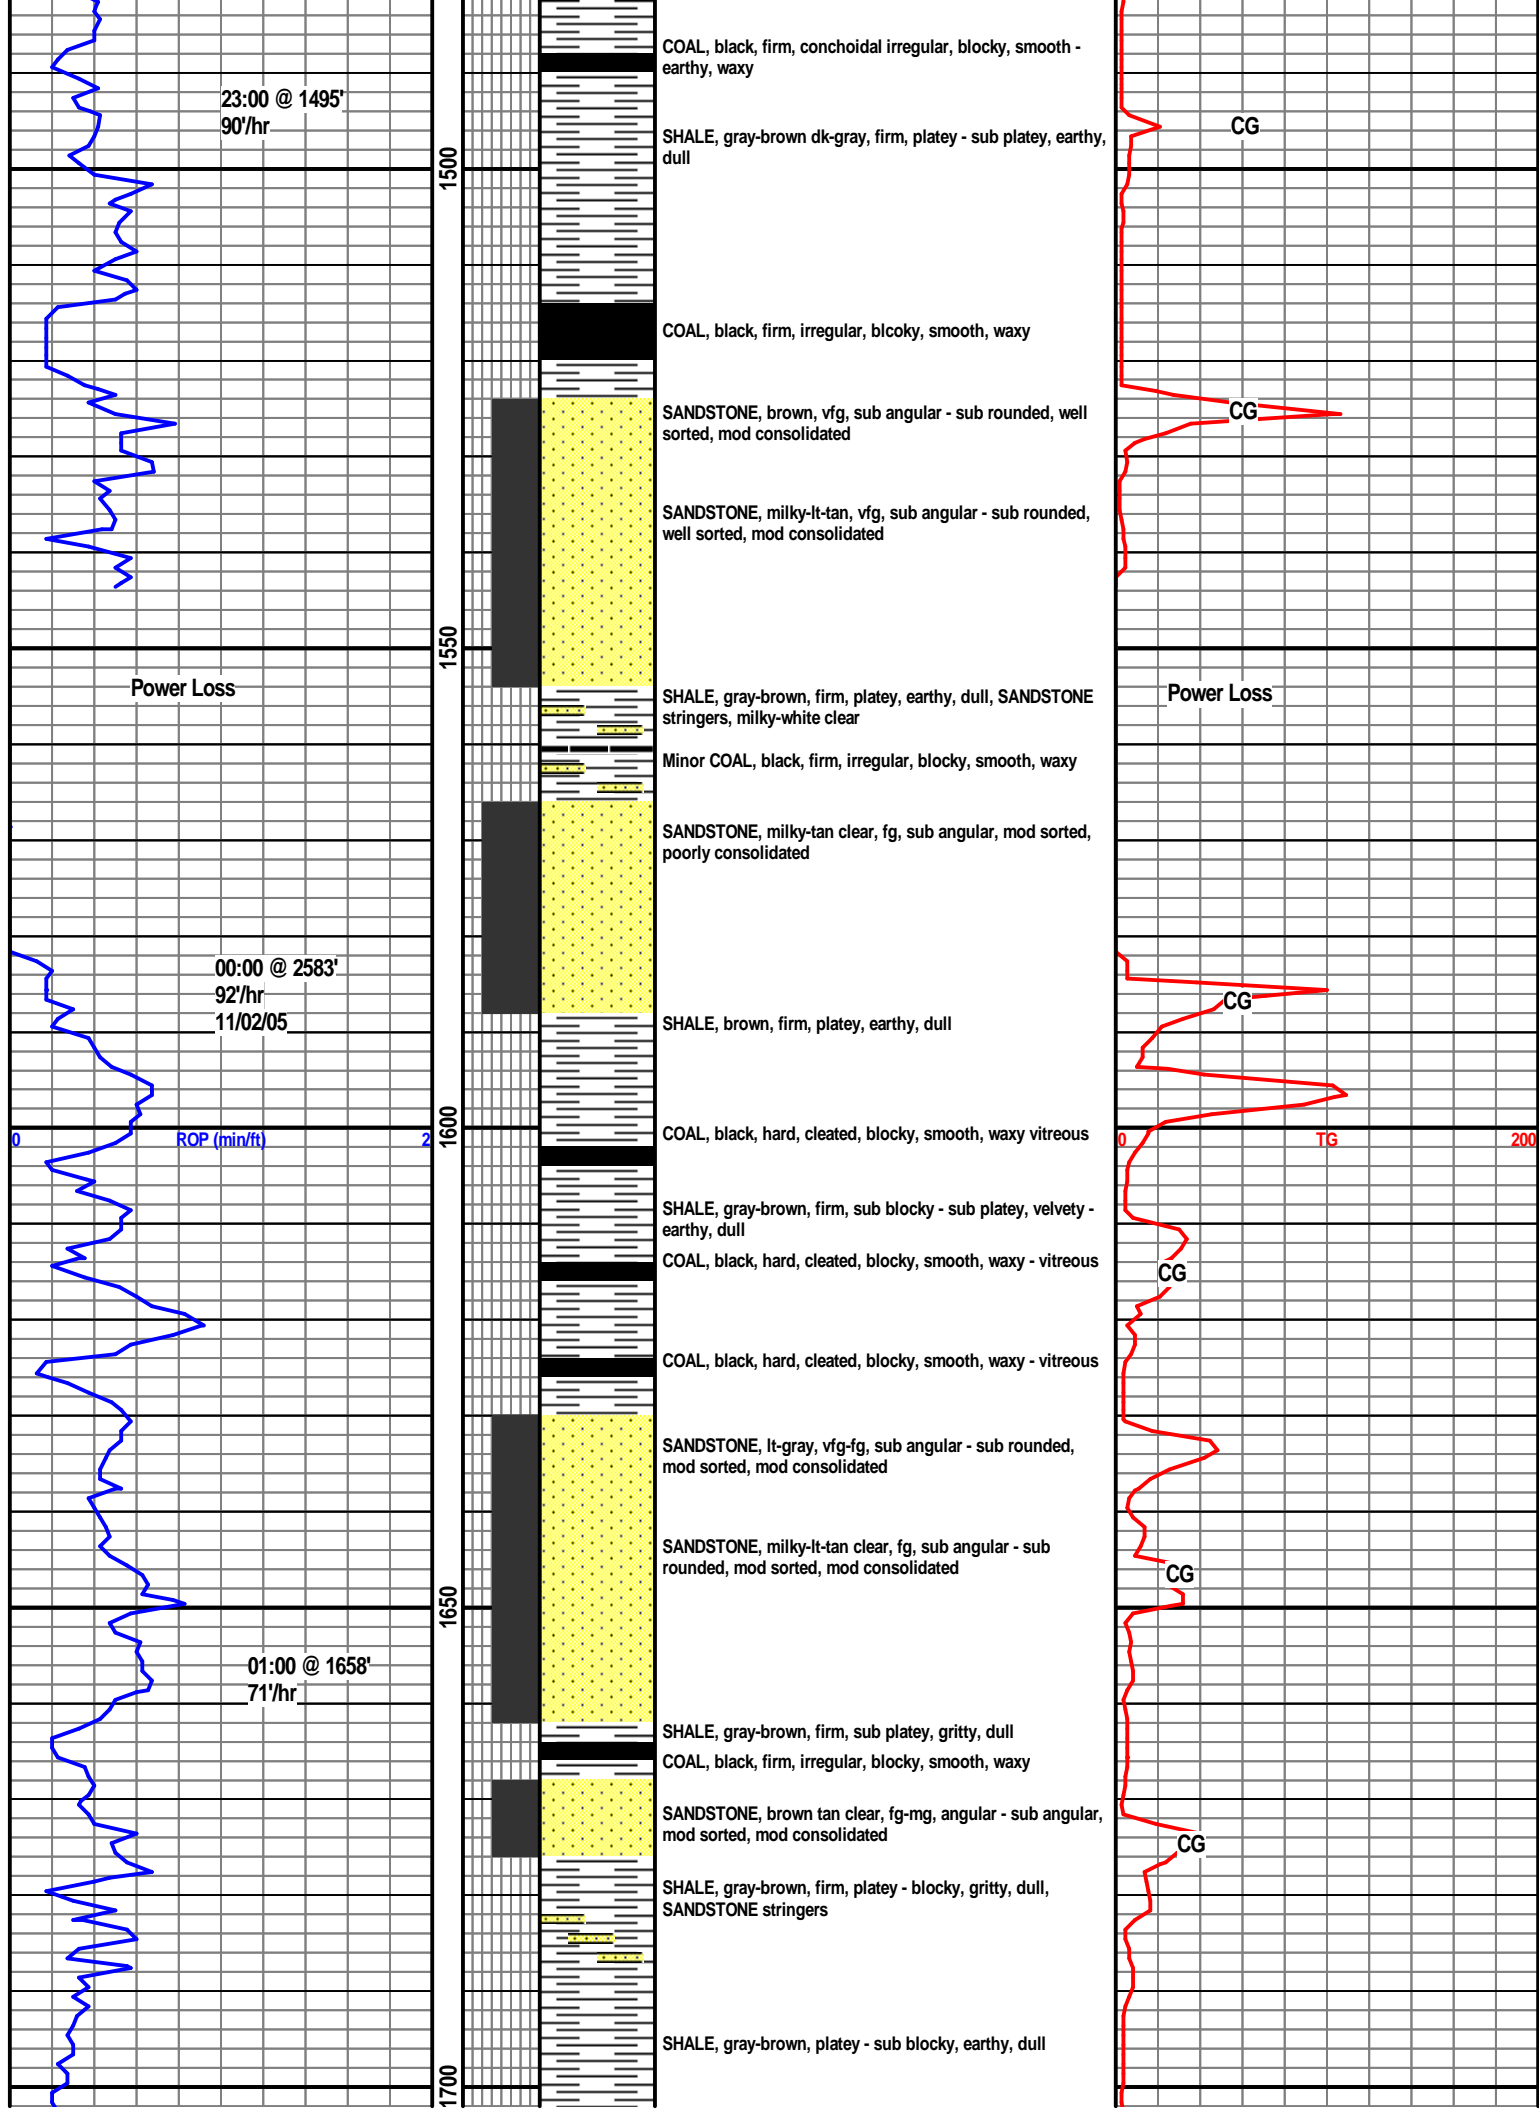 COAL, black, firm, conchoidal irregular, blocky, smooth -
earthy, waxy
23:00 @ 1495'
90'/hr
CG
SHALE, gray-brown dk-gray, firm, platey - sub platey, earthy,
dull
1500
COAL, black, firm, irregular, blcoky, smooth, waxy
SANDSTONE, brown, vfg, sub angular - sub rounded, well
sorted, mod consolidated
CG
SANDSTONE, milky-lt-tan, vfg, sub angular - sub rounded,
well sorted, mod consolidated
1550
Power Loss
SHALE, gray-brown, firm, platey, earthy, dull, SANDSTONE
stringers, milky-white clear
Power Loss
Minor COAL, black, firm, irregular, blocky, smooth, waxy
SANDSTONE, milky-tan clear, fg, sub angular, mod sorted,
poorly consolidated
00:00 @ 2583'
92'/hr
11/02/05
CG
SHALE, brown, firm, platey, earthy, dull
1600
0 ROP (min/ft) 2
COAL, black, hard, cleated, blocky, smooth, waxy vitreous
0 TG 200
SHALE, gray-brown, firm, sub blocky - sub platey, velvety -
earthy, dull
COAL, black, hard, cleated, blocky, smooth, waxy - vitreous
CG
COAL, black, hard, cleated, blocky, smooth, waxy - vitreous
SANDSTONE, lt-gray, vfg-fg, sub angular - sub rounded,
mod sorted, mod consolidated
SANDSTONE, milky-lt-tan clear, fg, sub angular - sub
rounded, mod sorted, mod consolidated
CG
1650
01:00 @ 1658'
71'/hr
SHALE, gray-brown, firm, sub platey, gritty, dull
COAL, black, firm, irregular, blocky, smooth, waxy
SANDSTONE, brown tan clear, fg-mg, angular - sub angular,
mod sorted, mod consolidated
CG
SHALE, gray-brown, firm, platey - blocky, gritty, dull,
SANDSTONE stringers
SHALE, gray-brown, platey - sub blocky, earthy, dull
1700